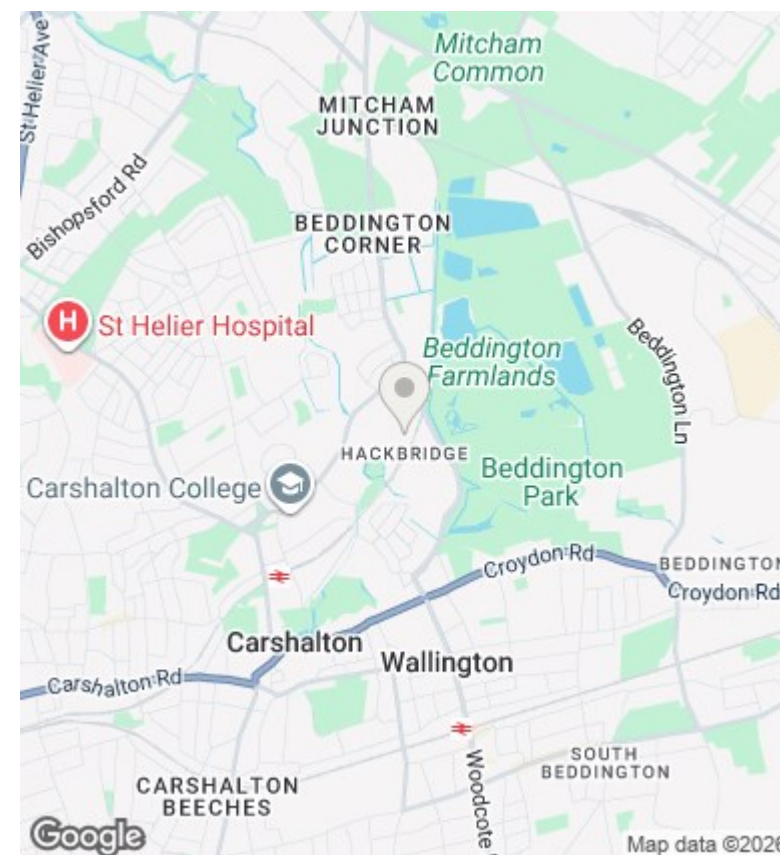 St Helier Ave
Mitcham
Common
MITCHAM
JUNCTION
Bishopsford Rd
BEDDINGTON
CORNER
H
St Helier Hospital
Beddington
Farmlands
Beddington Ln
HACKBRIDGE
Carshalton College
Beddington
Park
Croydon Rd
BEDDINGTON
Croydon Rd
Carshalton
Wallington
Carshalton Rd
SOUTH
BEDDINGTON
CARSHALTON
BEECHES
Woodcote
Google
Map data ©2026